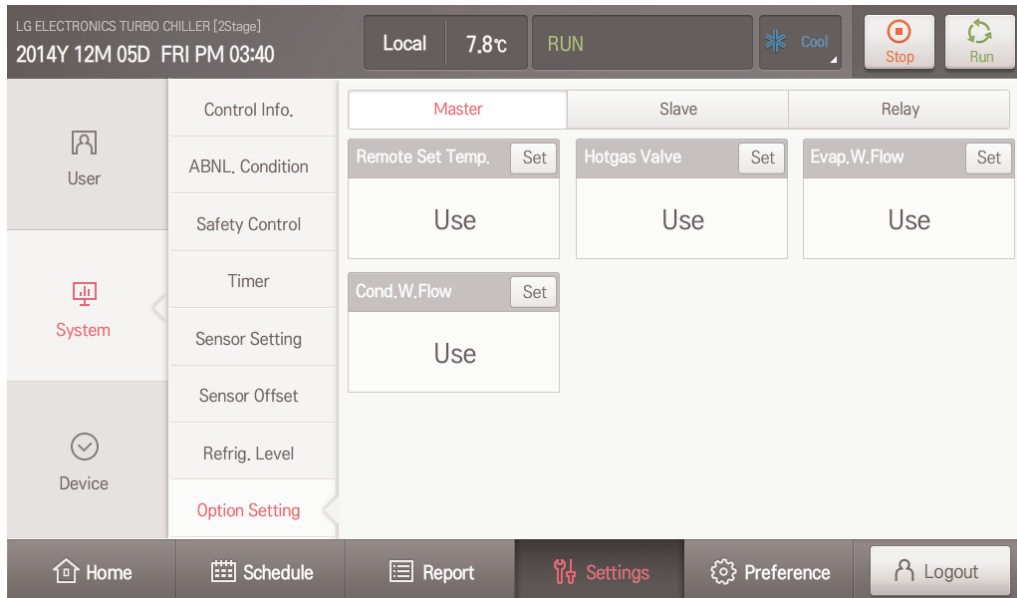 LG ELECTRONICS TURBO CHILLER [2Stage]
2014Y 12M 05D FRI PM 03:40
Local 7.8℃ RUN Cool Stop Run
User
System
Device
Control Info.
ABNL. Condition
Safety Control
Timer
Sensor Setting
Sensor Offset
Refrig. Level
Option Setting
Master Slave Relay
Remote Set Temp. Set
Use
Hotgas Valve Set
Use
Evap.W.Flow Set
Use
Cond.W.Flow Set
Use
Home Schedule Report Settings Preference Logout